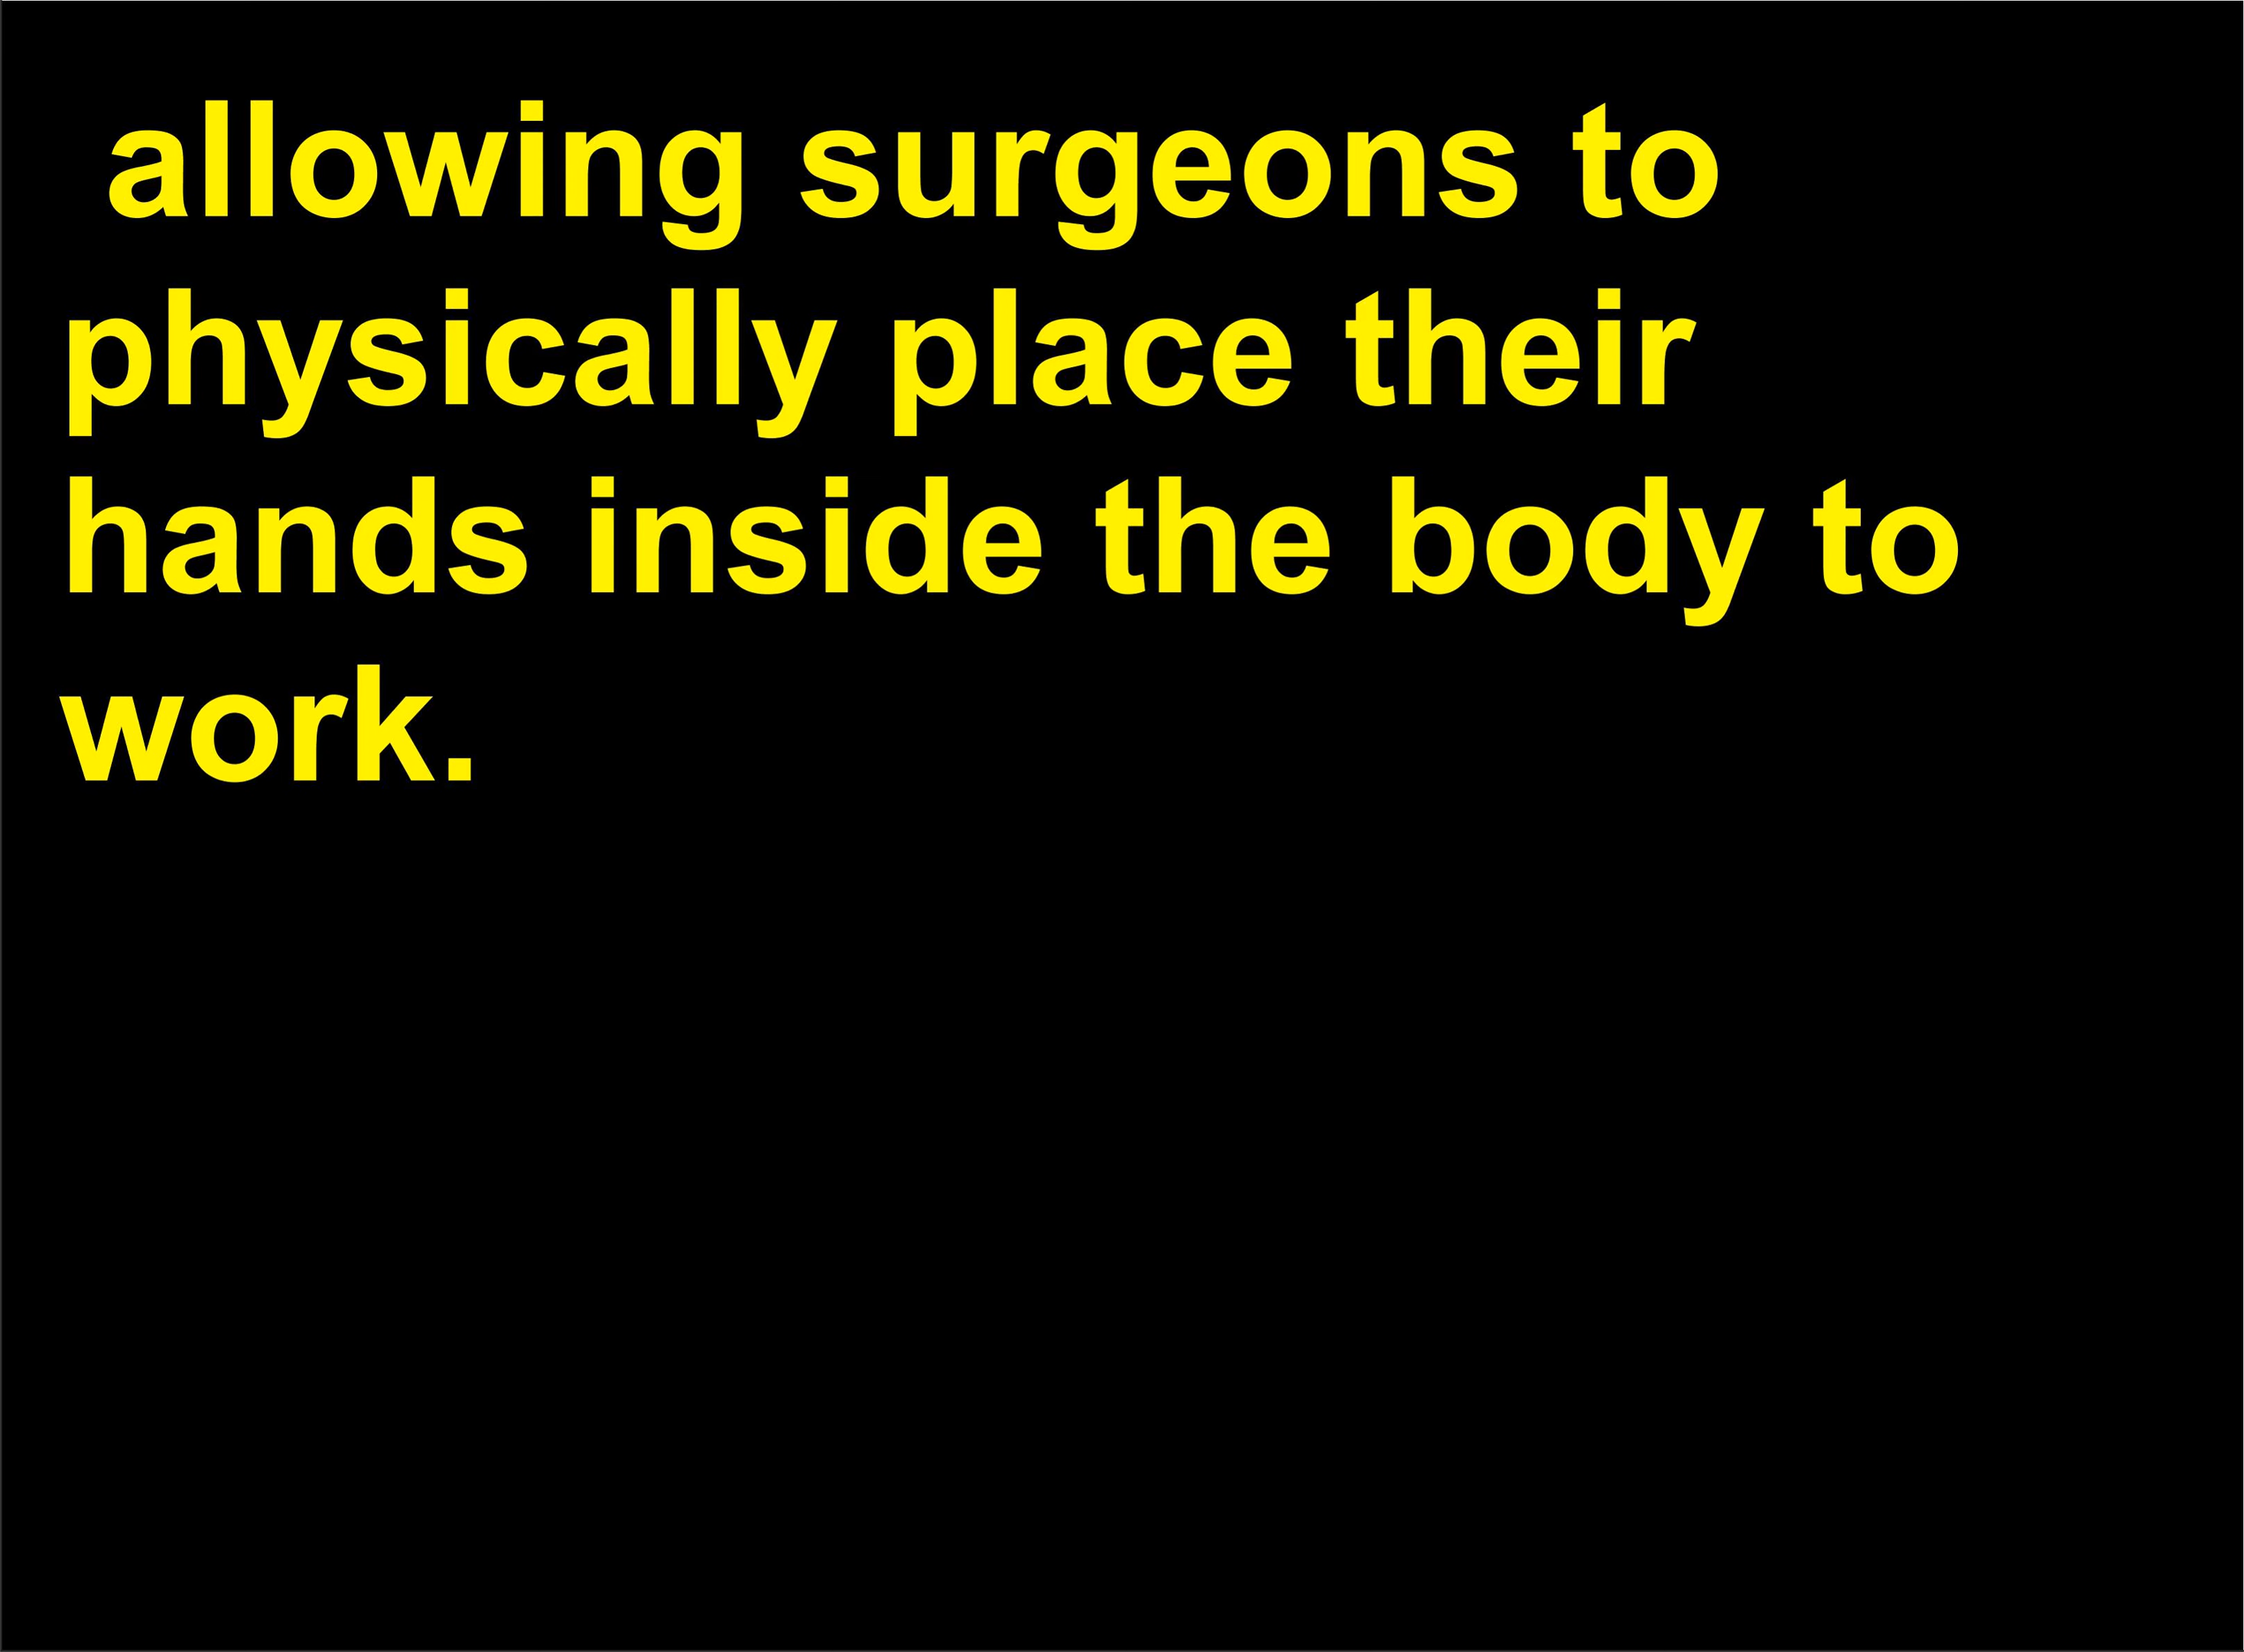 allowing surgeons to
physically place their
hands inside the body to
work.